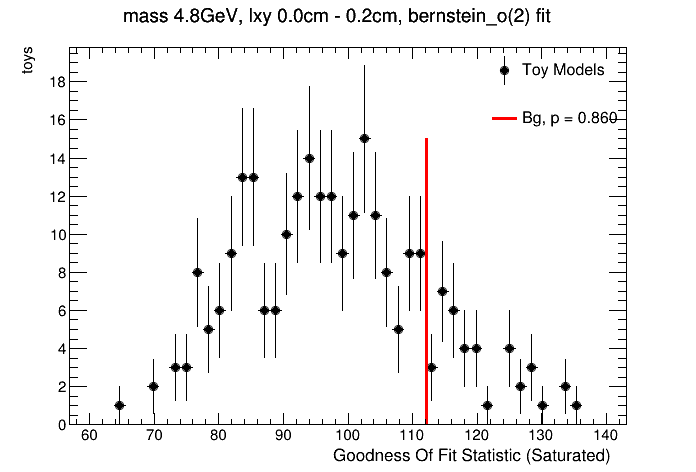 mass 4.8GeV, lxy 0.0cm - 0.2cm, bernstein_o(2) fit
toys
18
16
14
12
10
8
6
4
2
0
Toy Models
Bg, p = 0.860
60 70 80 90 100 110 120 130 140
Goodness Of Fit Statistic (Saturated)